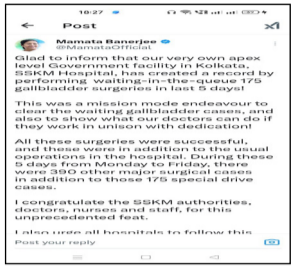 18:27
Post
Mamata Banerjee
@MamataOfficial
Glad to inform that our very own apex
level Government facility in Kolkata,
SSKM Hospital, has created a record by
performing waiting-in-the-queue 175
gallbladder surgeries in last 5 days!
This was a mission mode endeavour to
clear the waiting gallbladder cases, and
also to show what our doctors can do if
they work in unison with dedication!
All these surgeries were successful,
and these were in addition to the usual
operations in the hospital. During these
5 days from Monday to Friday, there
were 390 other major surgical cases
in addition to those 175 special drive
cases.
I congratulate the SSKM authorities,
doctors, nurses and staff, for this
unprecedented feat.
I also urge all hospitals to follow this
Post your reply